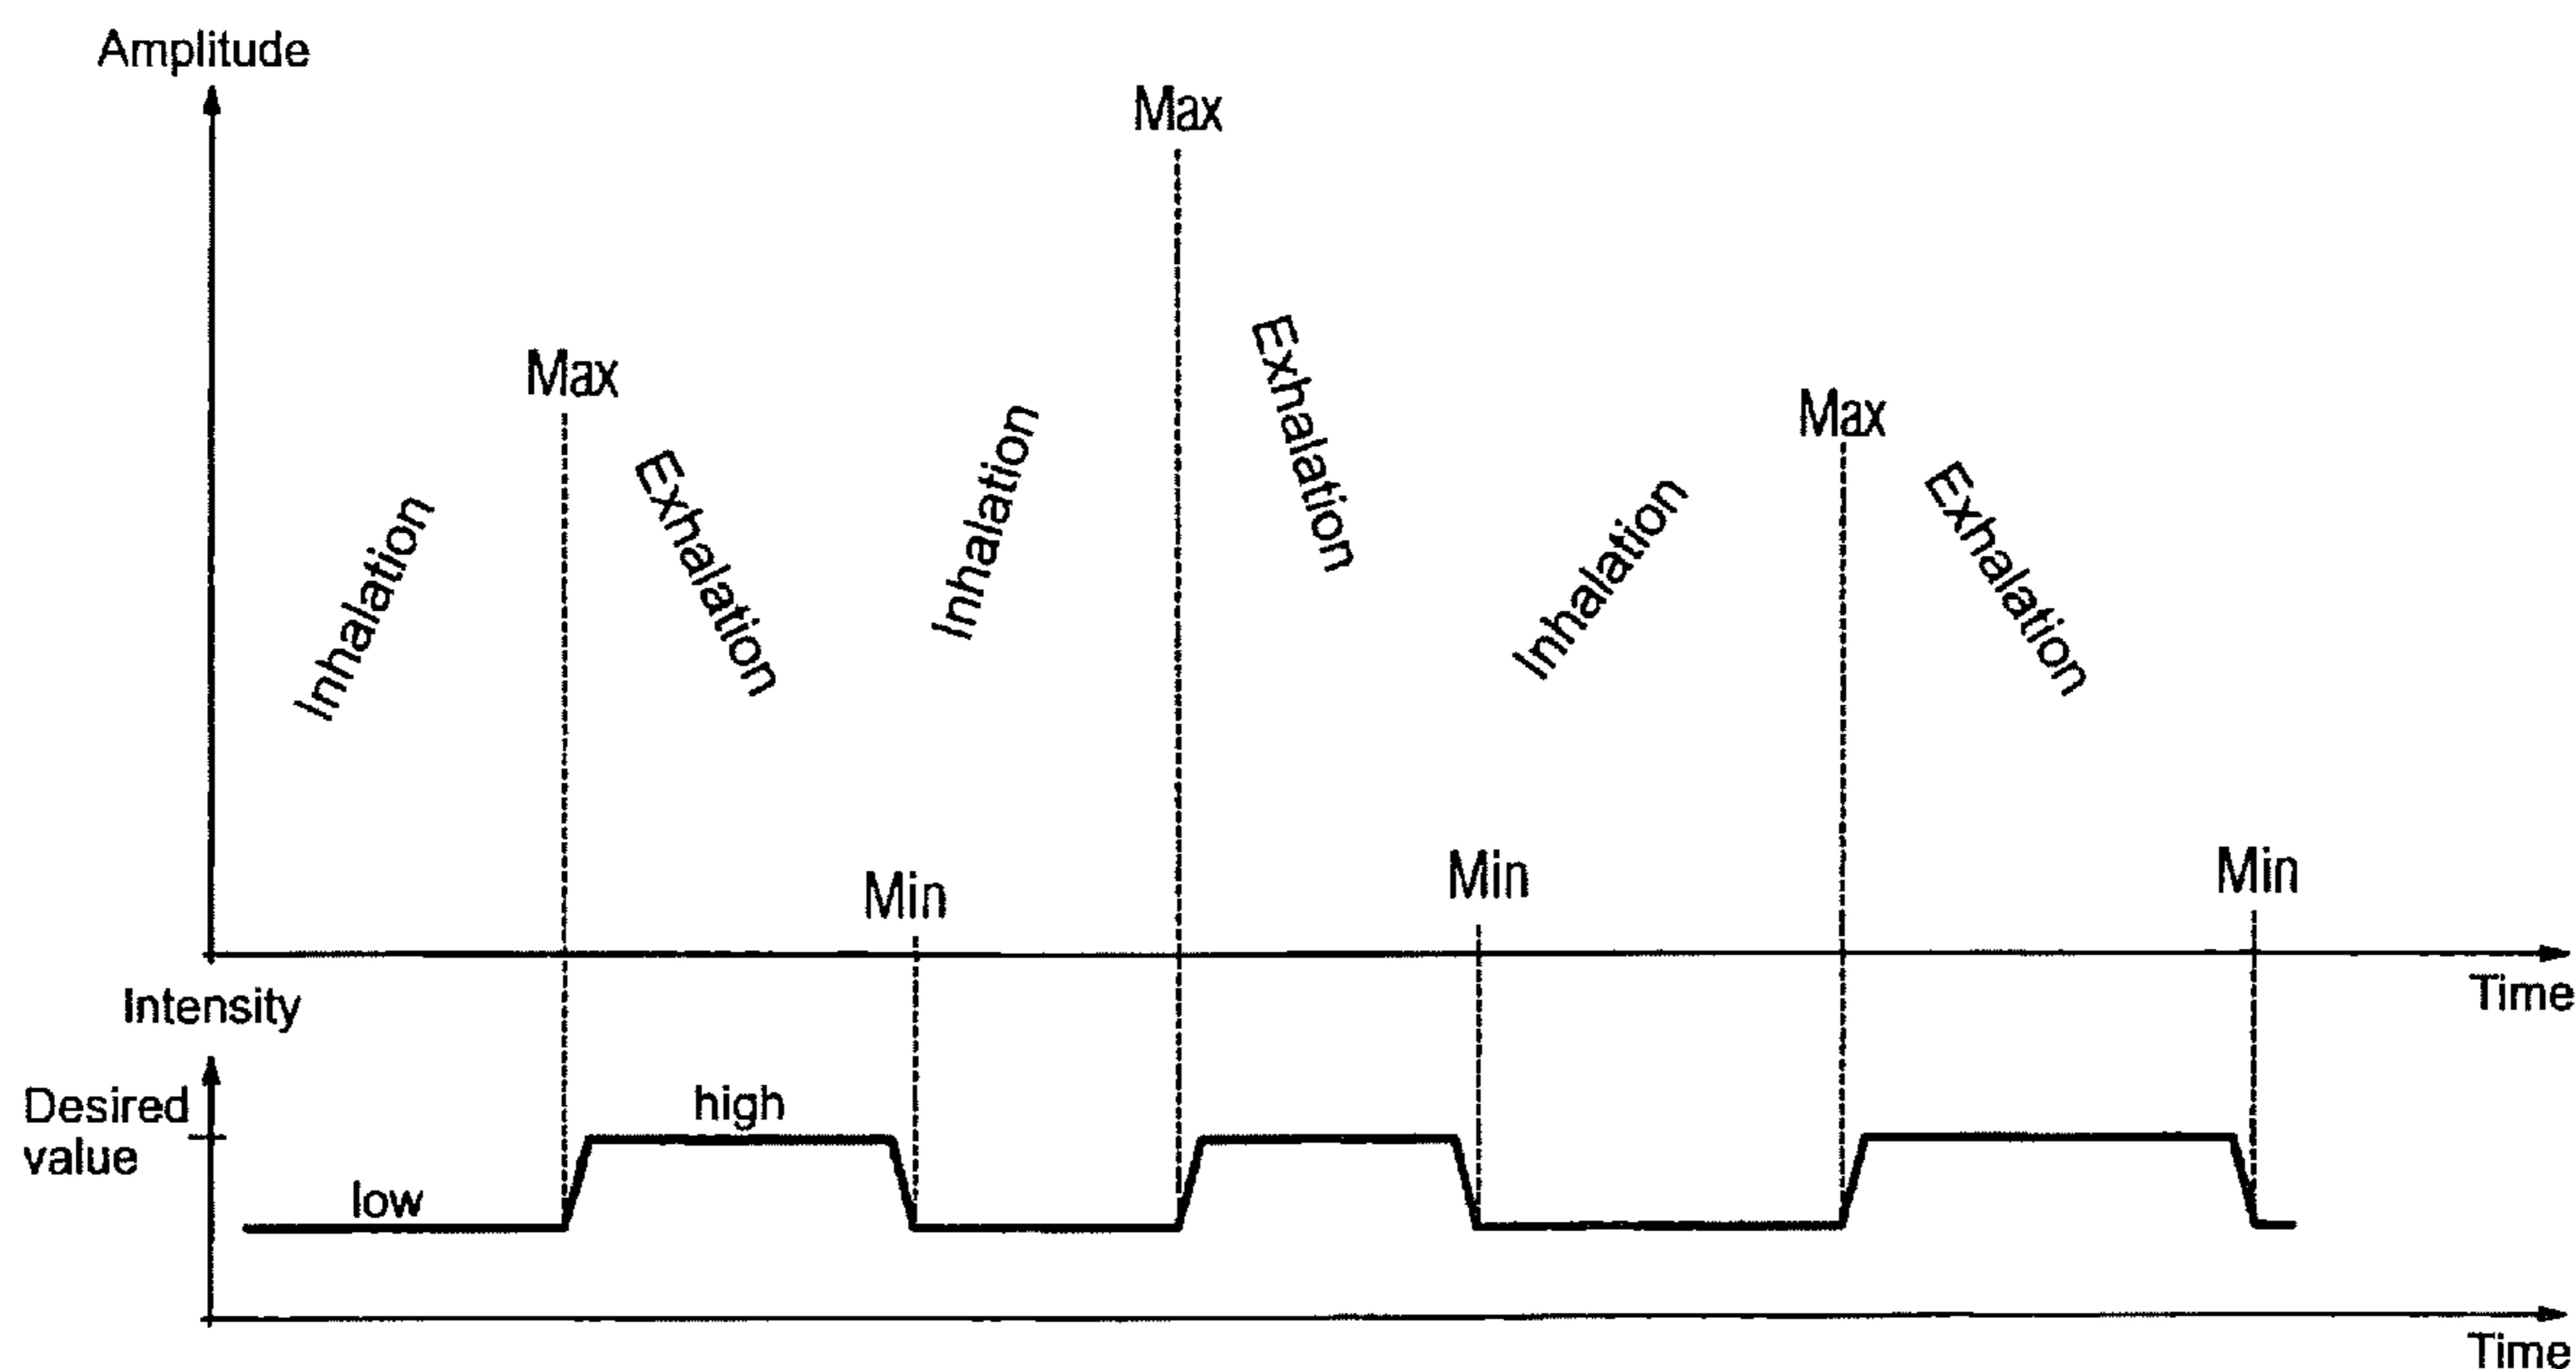 Amplitude
Max
Max
Max
Inhalation
Exhalation
Inhalation
Exhalation
Inhalation
Exhalation
Min
Min
Min
Time
Intensity
Desired
value
high
low
Time